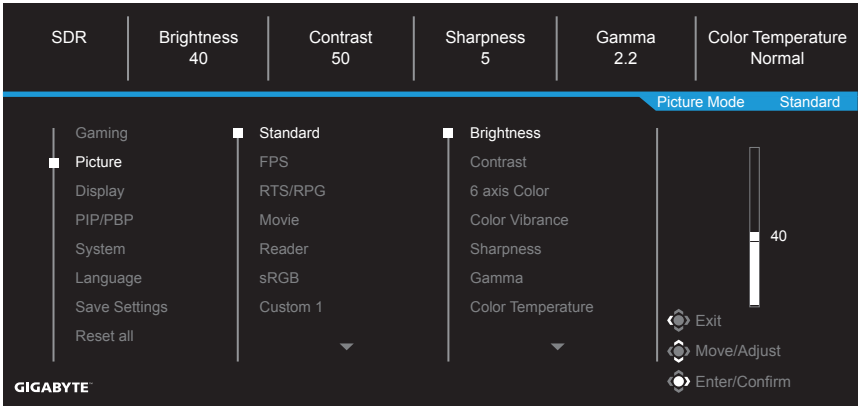 SDR Brightness Contrast Sharpness Gamma Color Temperature
40 50 5 2.2 Normal
Picture Mode Standard
Gaming Standard Brightness
Picture FPS Contrast
Display RTS/RPG 6 axis Color
PIP/PBP Movie Color Vibrance
40
System Reader Sharpness
Language sRGB Gamma
Save Settings Custom 1 Color Temperature
Exit
Reset all
Move/Adjust
GIGABYTE™ Enter/Confirm